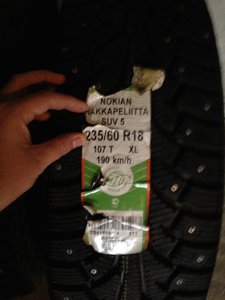 NOKIAN
HAKKAPELIITTA
SUV 5
235/60 R18
107 T XL
190 km/h